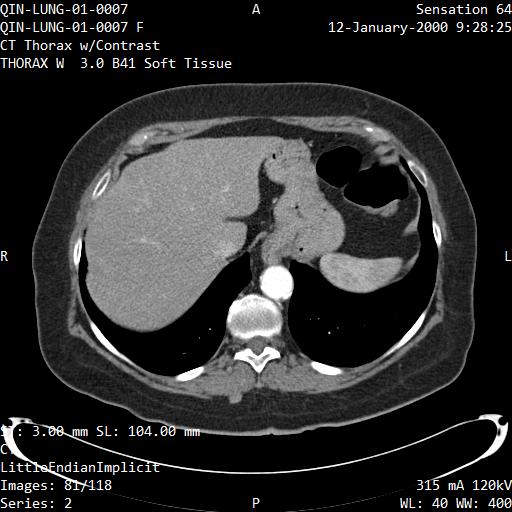 QIN-LUNG-01-0007 A Sensation 64
QIN-LUNG-01-0007 F 12-January-2000 9:28:25
CT Thorax w/Contrast
THORAX W 3.0 B41 Soft Tissue
R L
: 3.00 mm SL: 104.00 mm
LittleEndianImplicit 315 mA 120kV
Images: 81/118
Series: 2 P WL: 40 WW: 400